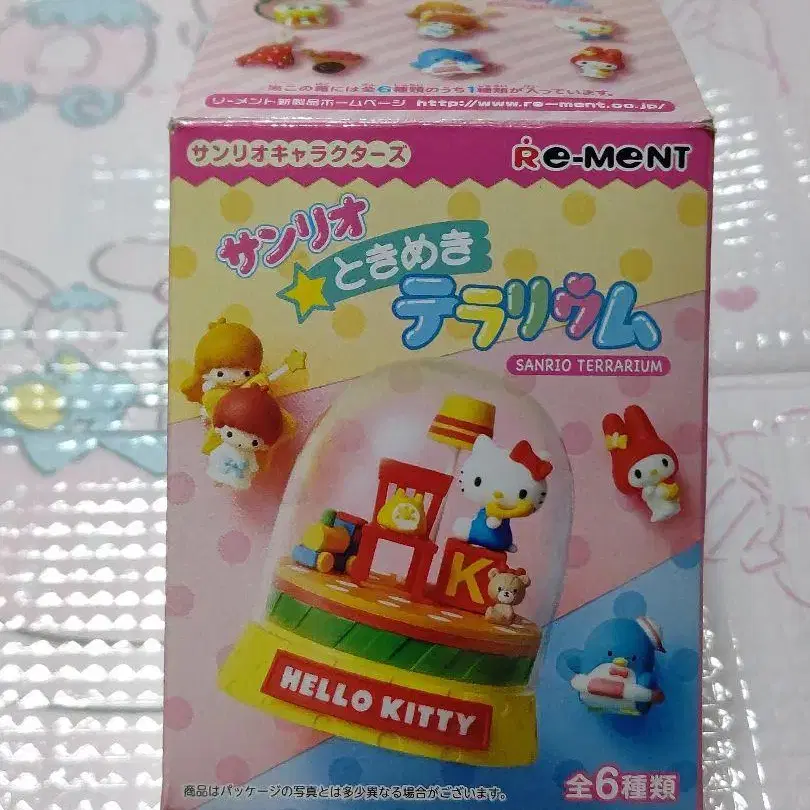 ※この箱には全6種類のうち1種類が入っています。
リーメント新製品ホームページ http://www.re-ment.co.jp/
サンリオキャラクターズ
Re-MeNT
サンリオ
ときめき
テラリウム
SANRIO TERRARIUM
K
HELLO KITTY
商品はパッケージの写真とは多少異なる場合がございます。
全6種類